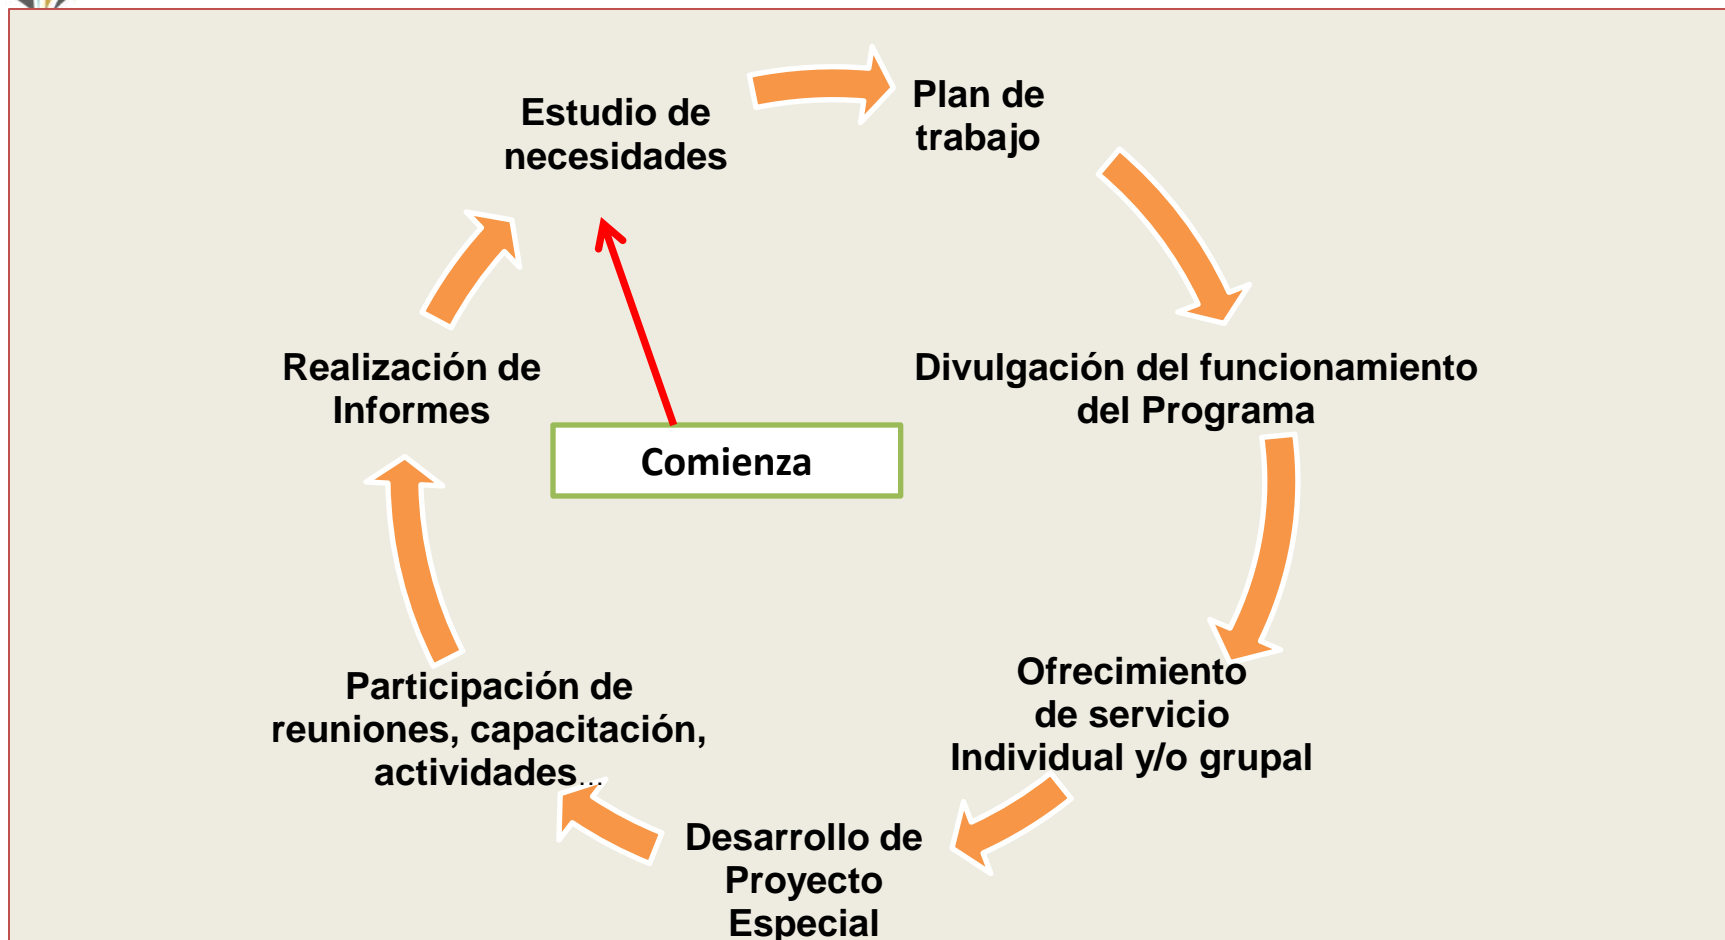 Estudio de
necesidades
Plan de
trabajo
Divulgación del funcionamiento
del Programa
Ofrecimiento
de servicio
Individual y/o grupal
Desarrollo de
Proyecto
Especial
Participación de
reuniones, capacitación,
actividades…
Realización de
Informes
Comienza